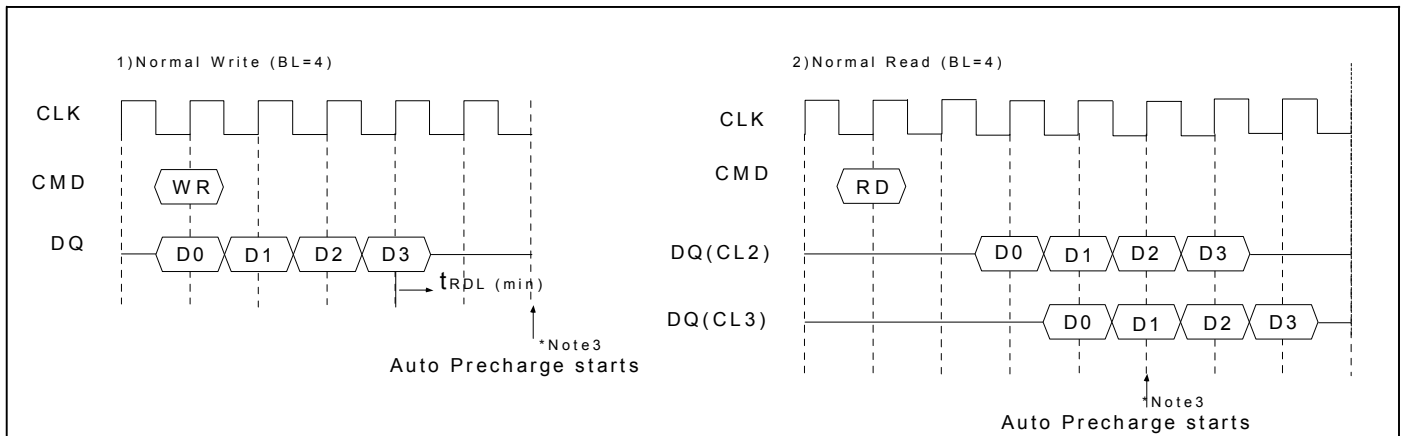 1)Normal Write (BL=4)
CLK
CMD
WR
DQ
D0 D1 D2 D3
tRDL (min)
*Note3
Auto Precharge starts
2)Normal Read (BL=4)
CLK
CMD
RD
DQ(CL2)
D0 D1 D2 D3
DQ(CL3)
D0 D1 D2 D3
*Note3
Auto Precharge starts